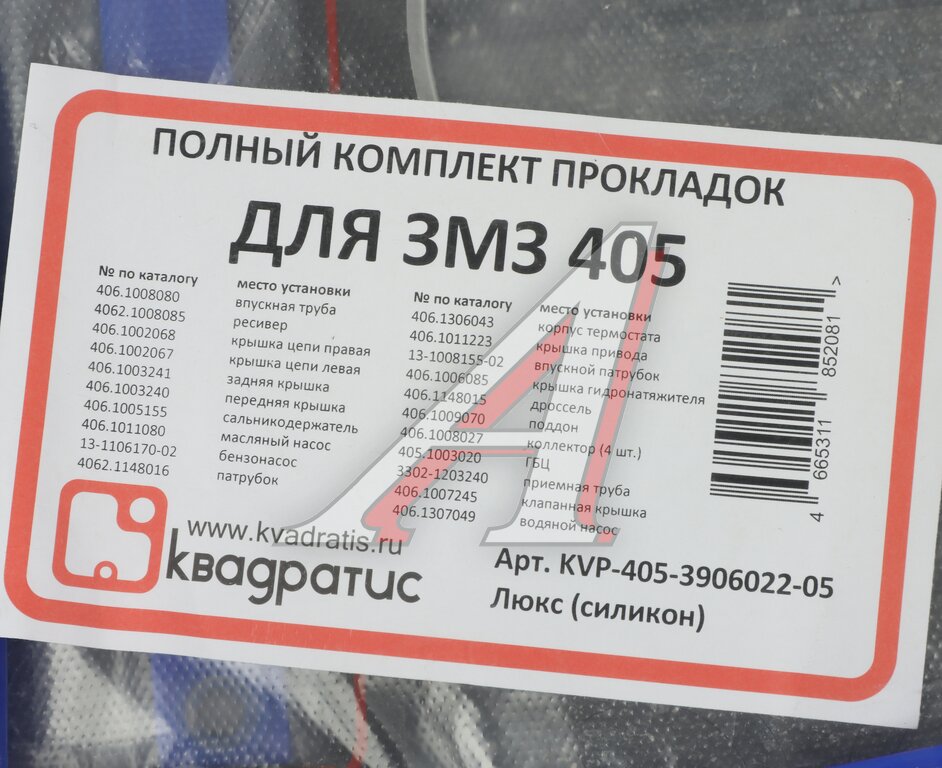 ПОЛНЫЙ КОМПЛЕКТ ПРОКЛАДОК
ДЛЯ ЗМЗ 405
№ по каталогу место установки
406.1008080 впускная труба
4062.1008085 ресивер
406.1002068 крышка цепи правая
406.1002067 крышка цепи левая
406.1003241 задняя крышка
406.1003240 передняя крышка
406.1005155 сальникодержатель
406.1011080 масляный насос
13-1106170-02 бензонасос
4062.1148016 патрубок
№ по каталогу место установки
406.1306043 корпус термостата
406.1011223 крышка привода
13-1008155-02 впускной патрубок
406.1006085 крышка гидронатяжителя
406.1148015 дроссель
406.1009070 поддон
406.1008027 коллектор (4 шт.)
405.1003020 ГБЦ
3302-1203240 приемная труба
406.1007245 клапанная крышка
406.1307049 водяной насос
4 665311 852081 >
www.kvadratis.ru
квадратис
Арт. KVP-405-3906022-05
Люкс (силикон)